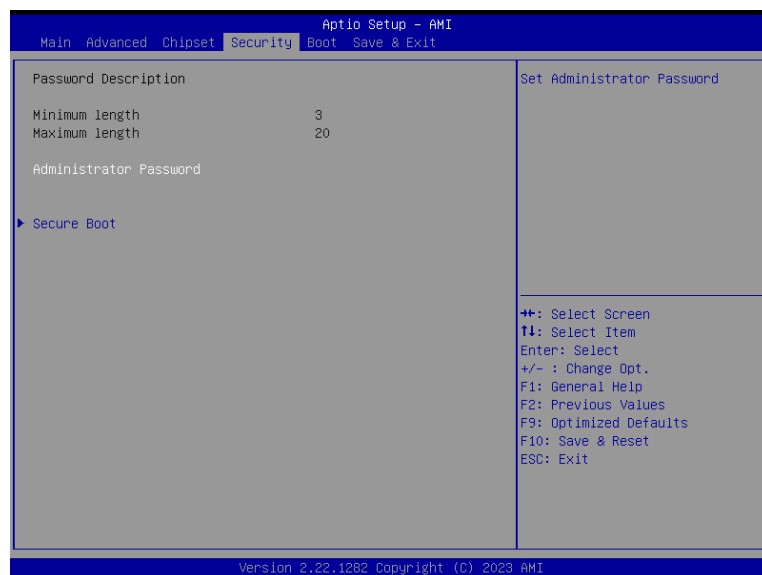 Aptio Setup – AMI
Main Advanced Chipset Security Boot Save & Exit
Password Description
Minimum length 3
Maximum length 20
Administrator Password
Secure Boot
Set Administrator Password
→←: Select Screen
↑↓: Select Item
Enter: Select
+/- : Change Opt.
F1: General Help
F2: Previous Values
F9: Optimized Defaults
F10: Save & Reset
ESC: Exit
Version 2.22.1282 Copyright (C) 2023 AMI